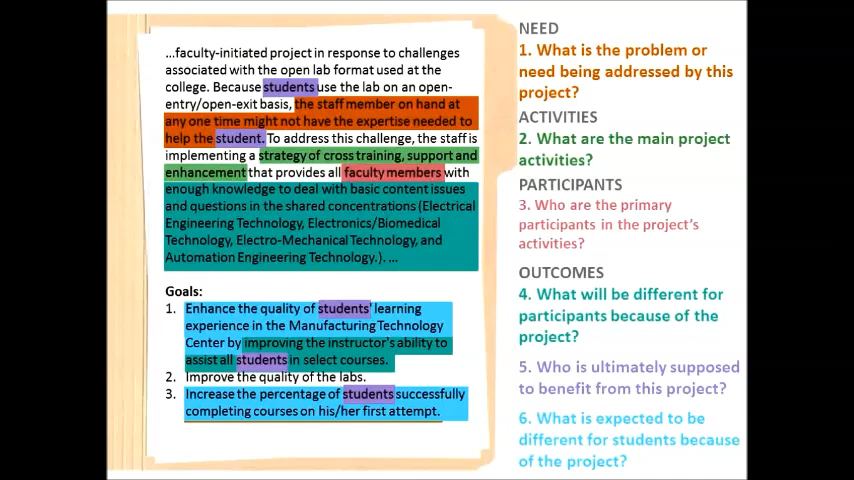 ...faculty-initiated project in response to challenges
associated with the open lab format used at the
college. Because students use the lab on an open-
entry/open-exit basis, the staff member on hand at
any one time might not have the expertise needed to
help the student. To address this challenge, the staff is
implementing a strategy of cross training, support and
enhancement that provides all faculty members with
enough knowledge to deal with basic content issues
and questions in the shared concentrations (Electrical
Engineering Technology, Electronics/Biomedical
Technology, Electro-Mechanical Technology, and
Automation Engineering Technology.). ...
Goals:
1. Enhance the quality of students' learning
experience in the Manufacturing Technology
Center by improving the instructor's ability to
assist all students in select courses.
2. Improve the quality of the labs.
3. Increase the percentage of students successfully
completing courses on his/her first attempt.
NEED
1. What is the problem or
need being addressed by this
project?
ACTIVITIES
2. What are the main project
activities?
PARTICIPANTS
3. Who are the primary
participants in the project's
activities?
OUTCOMES
4. What will be different for
participants because of the
project?
5. Who is ultimately supposed
to benefit from this project?
6. What is expected to be
different for students because
of the project?